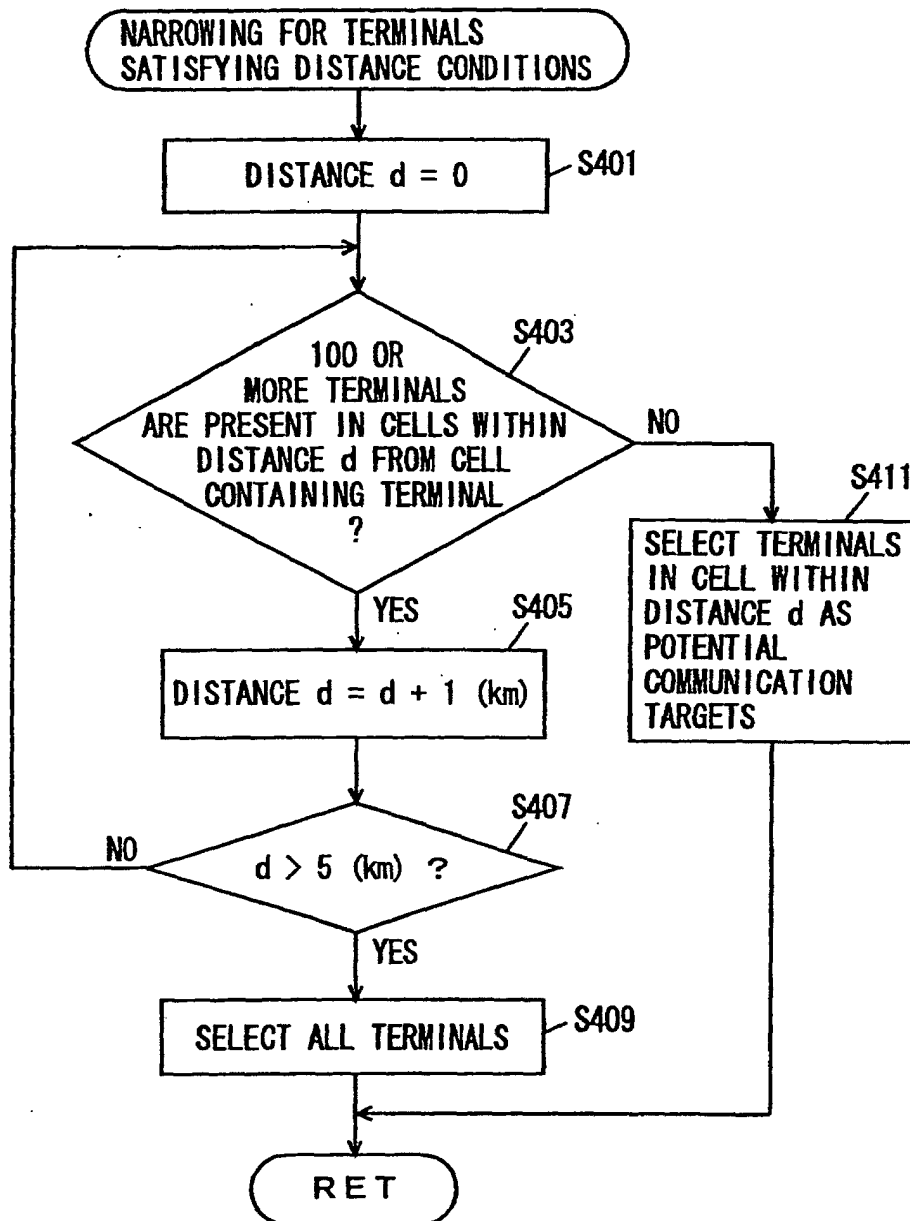 NARROWING FOR TERMINALS
SATISFYING DISTANCE CONDITIONS
DISTANCE d = 0
S401
S403
100 OR
MORE TERMINALS
ARE PRESENT IN CELLS WITHIN
DISTANCE d FROM CELL
CONTAINING TERMINAL
?
NO
YES
S411
SELECT TERMINALS
IN CELL WITHIN
DISTANCE d AS
POTENTIAL
COMMUNICATION
TARGETS
S405
DISTANCE d = d + 1 (km)
S407
d > 5 (km) ?
NO
YES
SELECT ALL TERMINALS
S409
RET